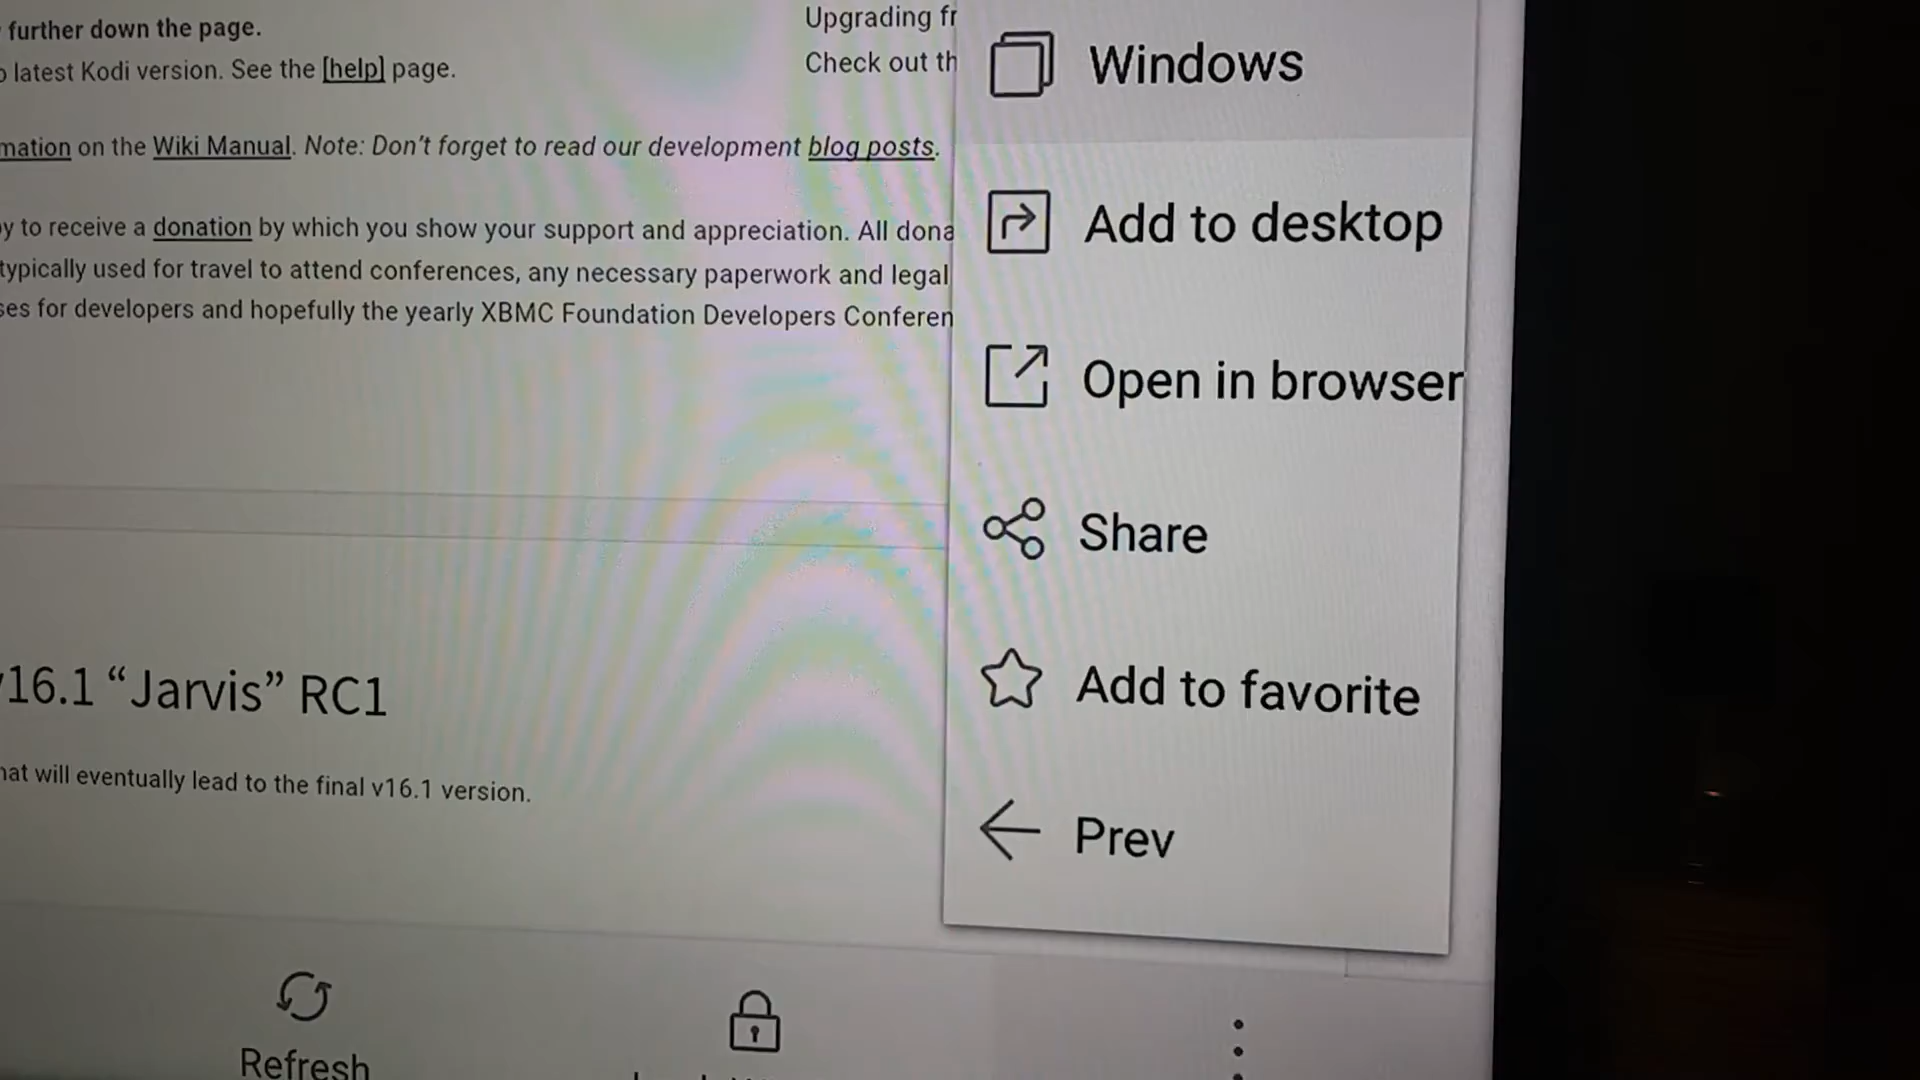 further down the page.
latest Kodi version. See the [help] page.
mation on the Wiki Manual. Note: Don't forget to read our development blog posts.
y to receive a donation by which you show your support and appreciation. All dona
typically used for travel to attend conferences, any necessary paperwork and legal
ses for developers and hopefully the yearly XBMC Foundation Developers Conferen
v16.1 “Jarvis” RC1
hat will eventually lead to the final v16.1 version.
Upgrading fr
Check out th
Windows
Add to desktop
Open in browser
Share
Add to favorite
Prev
Refresh